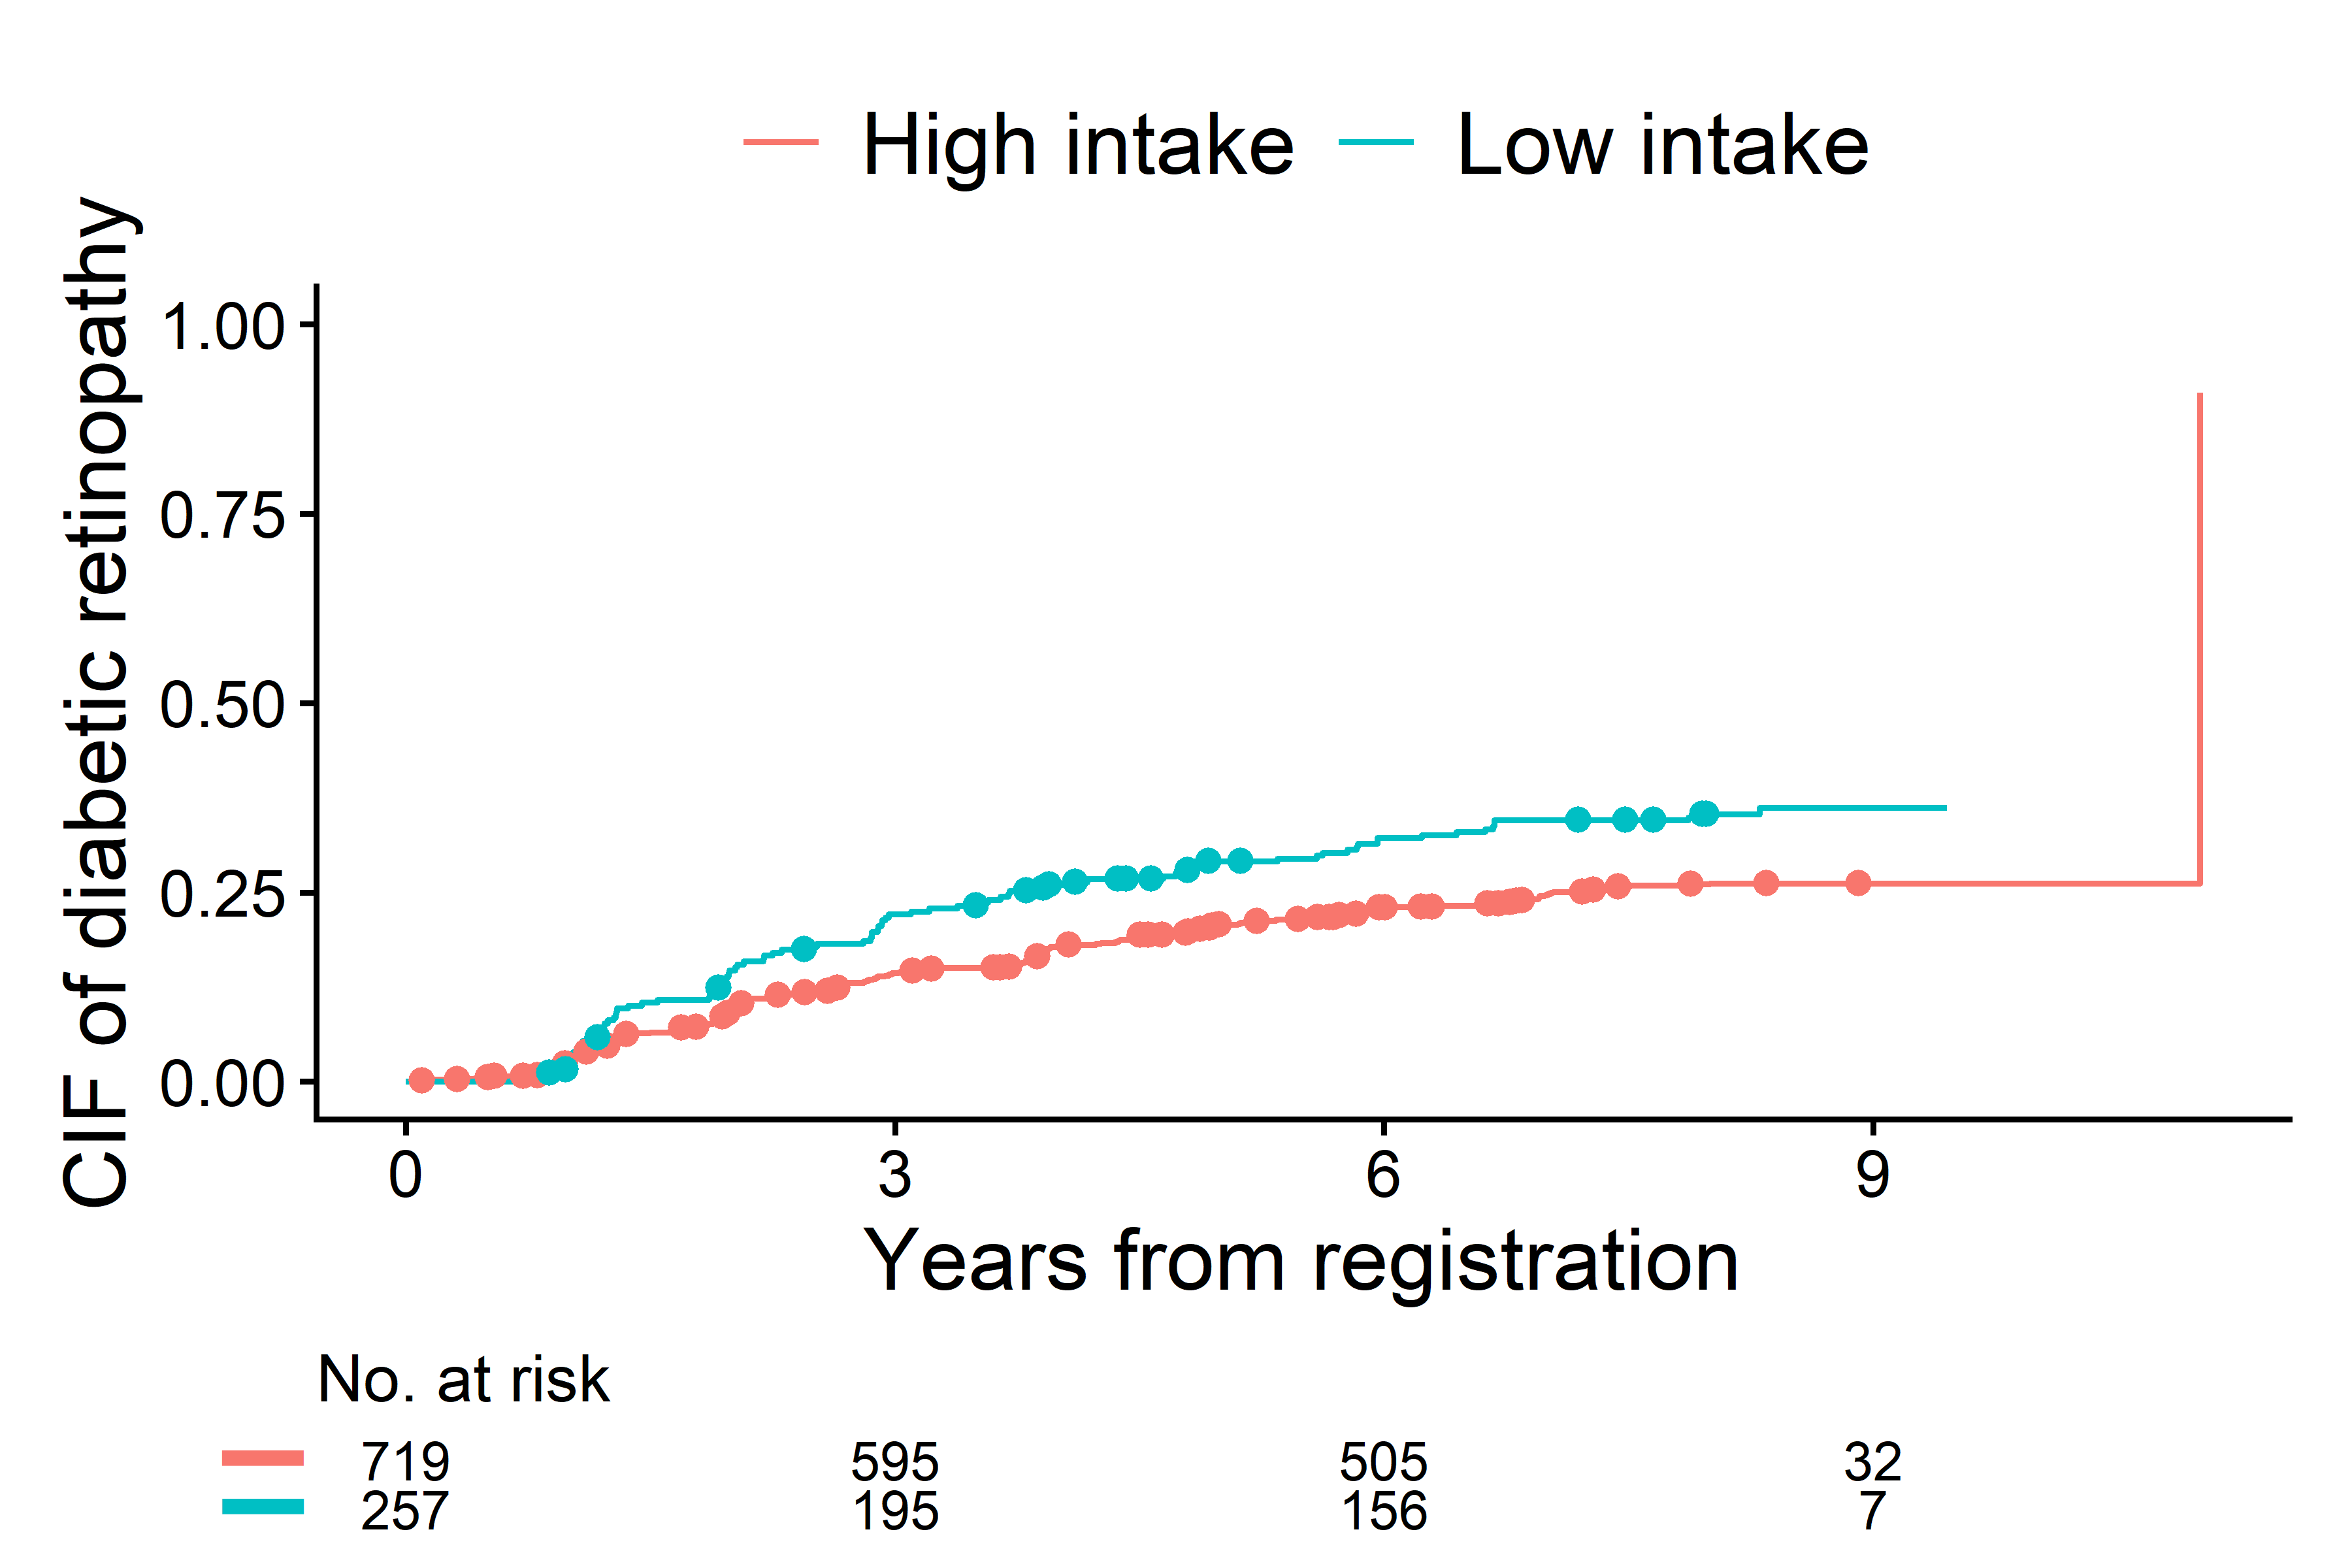 High intake Low intake
CIF of diabetic retinopathy
1.00
0.75
0.50
0.25
0.00
0 3 6 9
Years from registration
No. at risk
719 595 505 32
257 195 156 7